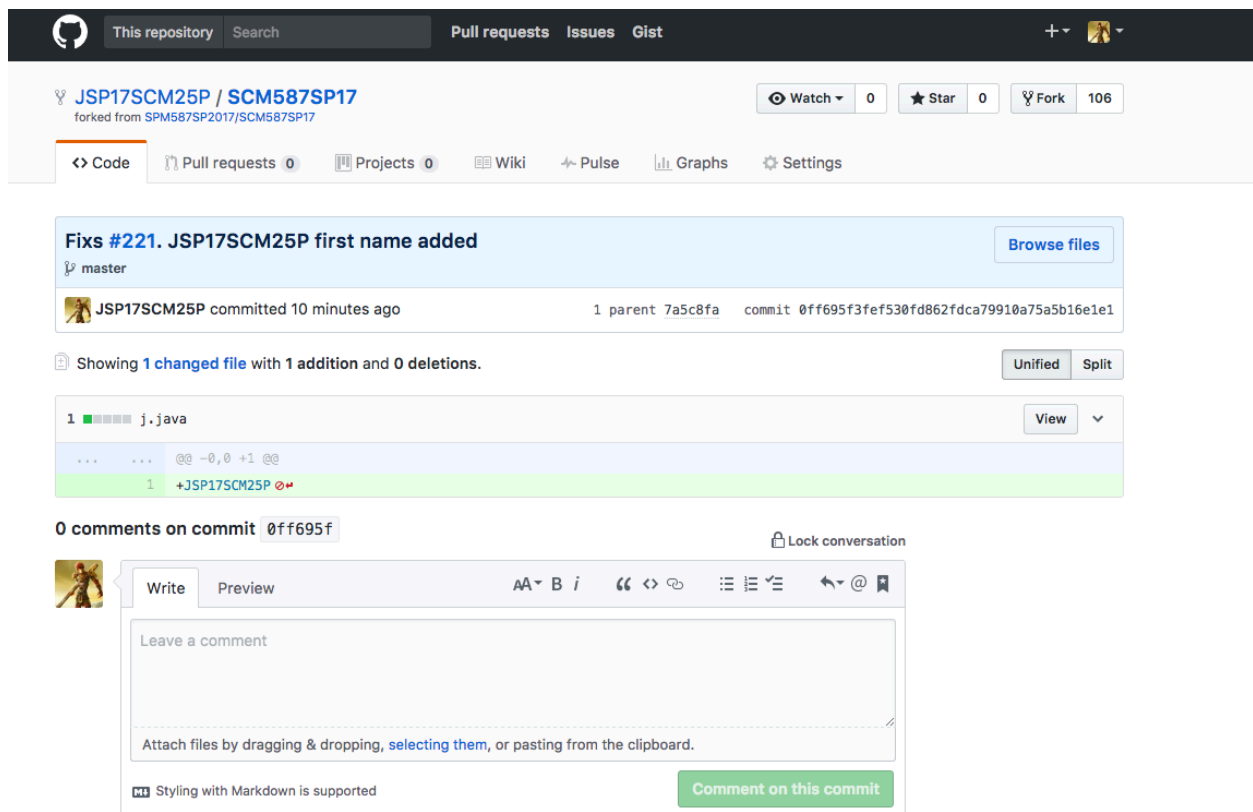 This repository Search Pull requests Issues Gist
JSP17SCM25P / SCM587SP17 Watch 0 Star 0 Fork 106
forked from SPM587SP2017/SCM587SP17
Code Pull requests 0 Projects 0 Wiki Pulse Graphs Settings
Fixs #221. JSP17SCM25P first name added
Browse files
master
JSP17SCM25P committed 10 minutes ago 1 parent 7a5c8fa commit 0ff695f3fef530fd862fdca79910a75a5b16e1e1
Showing 1 changed file with 1 addition and 0 deletions. Unified Split
1 j.java View
... ... @@ -0,0 +1 @@
1 +JSP17SCM25P
0 comments on commit 0ff695f
Lock conversation
Write Preview AA B i “ <> @
Leave a comment
Attach files by dragging & dropping, selecting them, or pasting from the clipboard.
Styling with Markdown is supported Comment on this commit